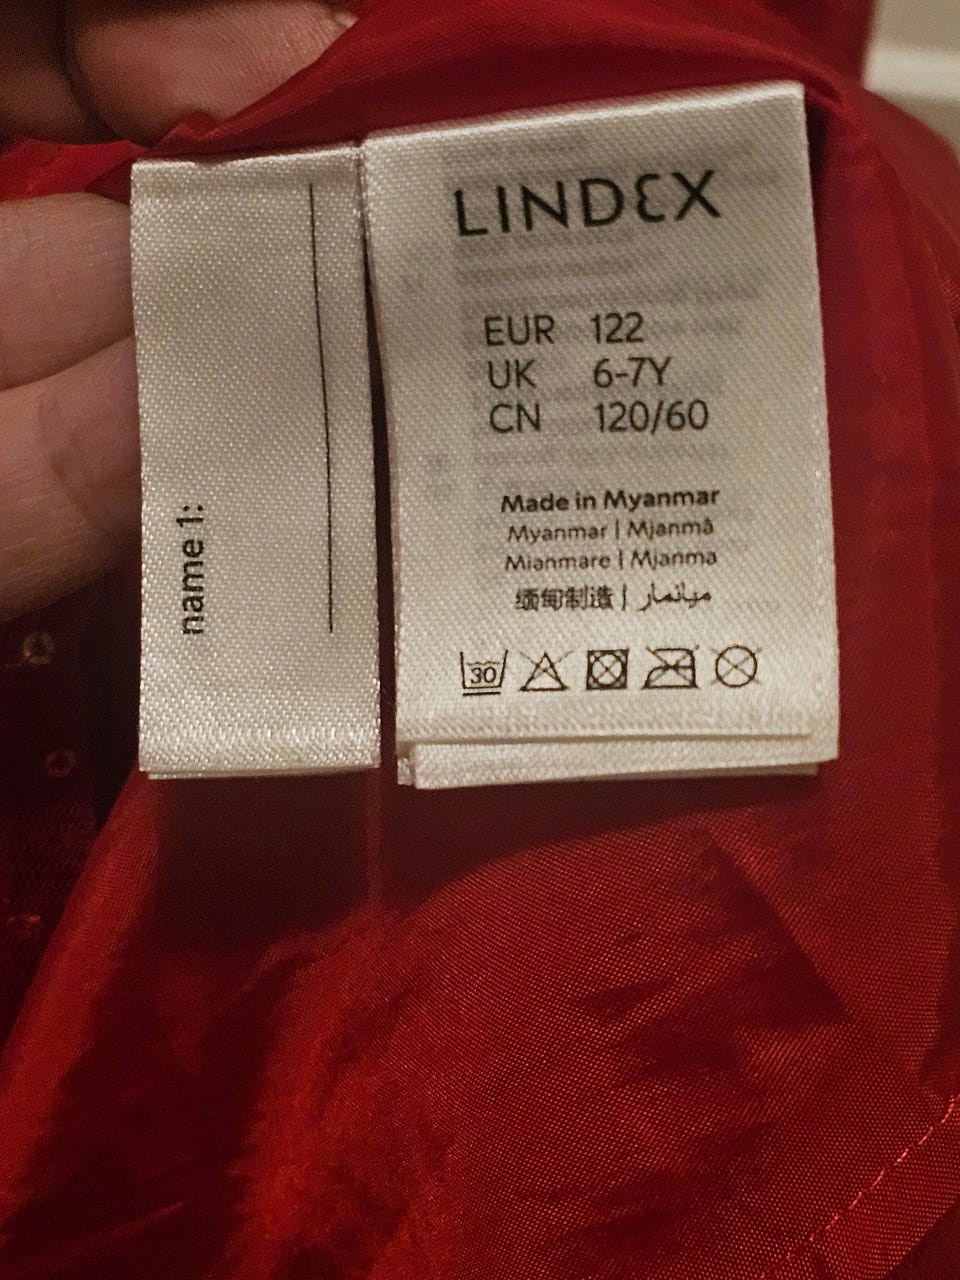 name 1:
LINDEX
EUR 122
UK 6-7Y
CN 120/60
Made in Myanmar
Myanmar | Mjanmā
Mianmare | Mjanma
缅甸制造 | ميانمار
30